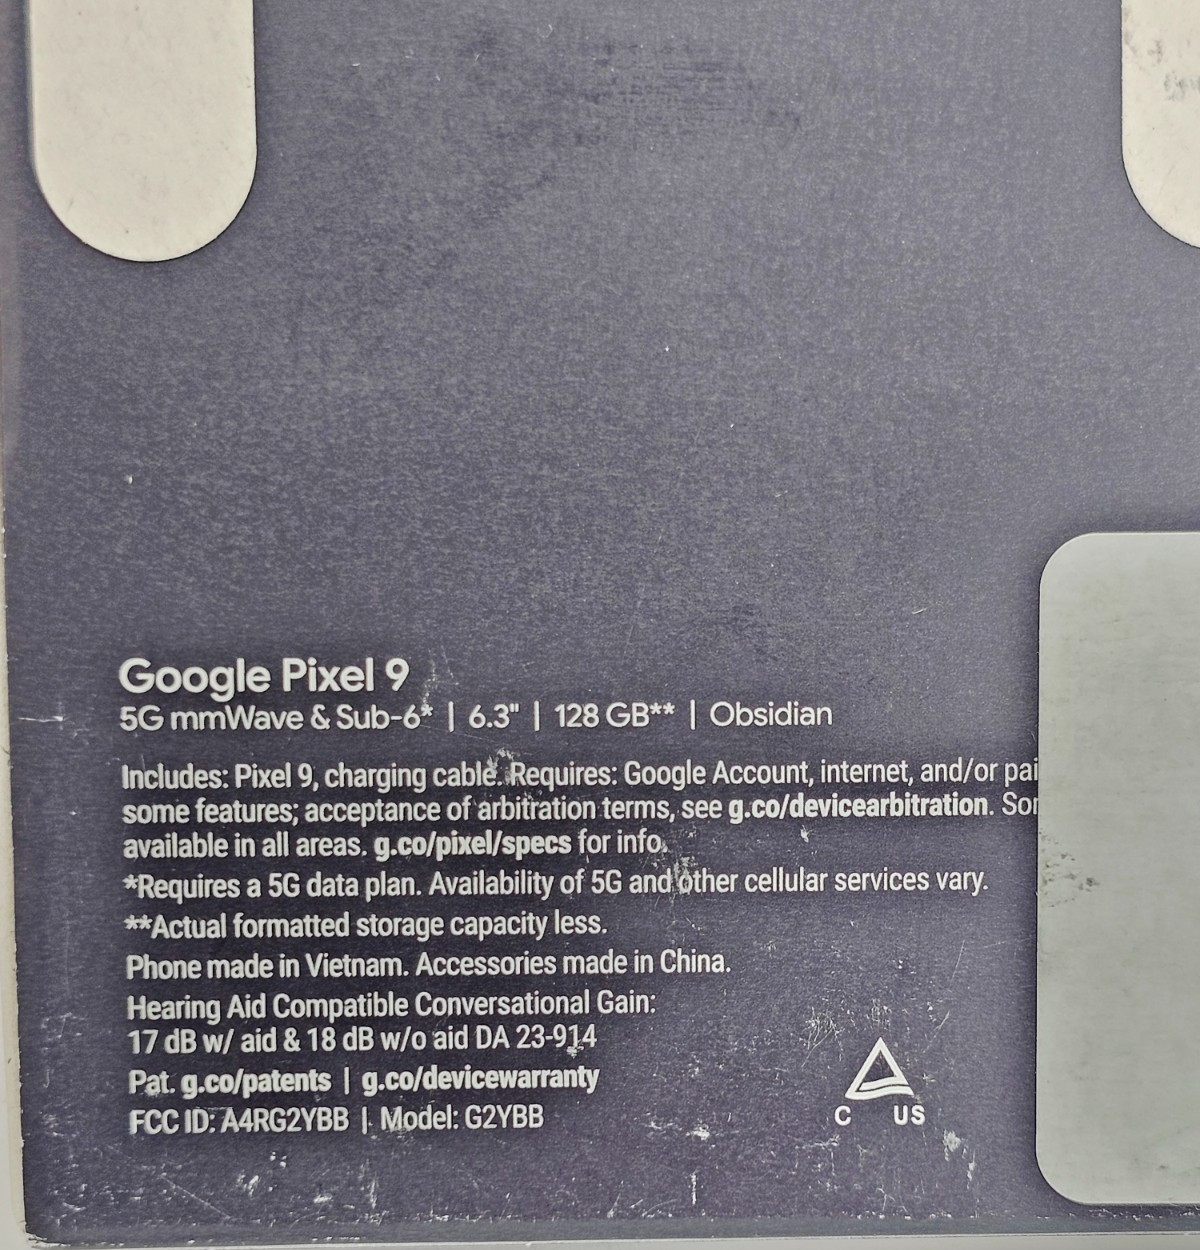 Google Pixel 9
5G mmWave & Sub-6* | 6.3" | 128 GB** | Obsidian
Includes: Pixel 9, charging cable. Requires: Google Account, internet, and/or
some features; acceptance of arbitration terms, see g.co/devicearbitration.
available in all areas. g.co/pixel/specs for info.
*Requires a 5G data plan. Availability of 5G and other cellular services vary.
**Actual formatted storage capacity less.
Phone made in Vietnam. Accessories made in China.
Hearing Aid Compatible Conversational Gain:
17 dB w/ aid & 18 dB w/o aid DA 23-914
Pat. g.co/patents | g.co/devicewarranty
FCC ID: A4RG2YBB | Model: G2YBB
C US